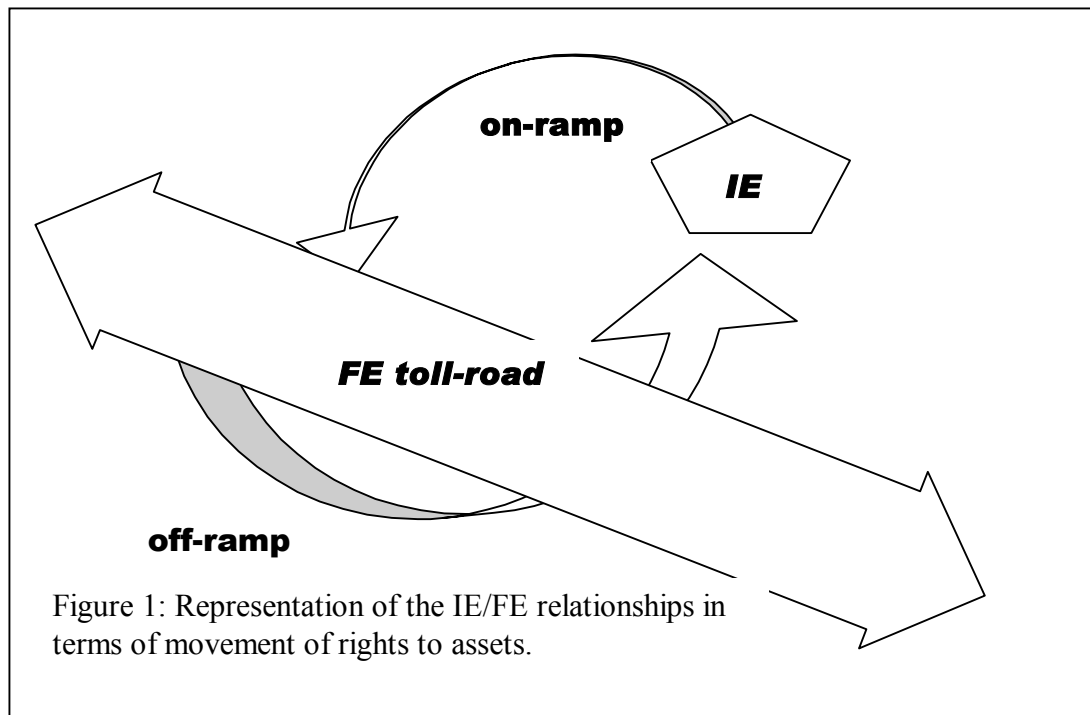 on-ramp
IE
FE toll-road
off-ramp
Figure 1: Representation of the IE/FE relationships in
terms of movement of rights to assets.